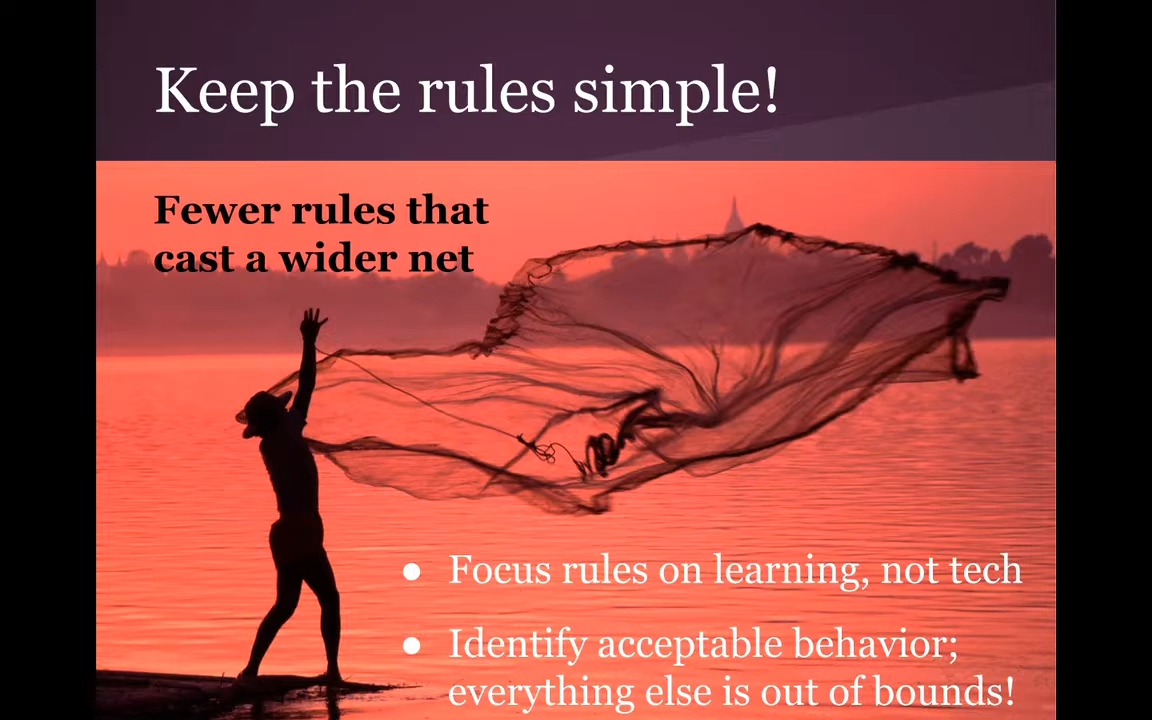 Keep the rules simple!
Fewer rules that
cast a wider net
● Focus rules on learning, not tech
● Identify acceptable behavior;
everything else is out of bounds!